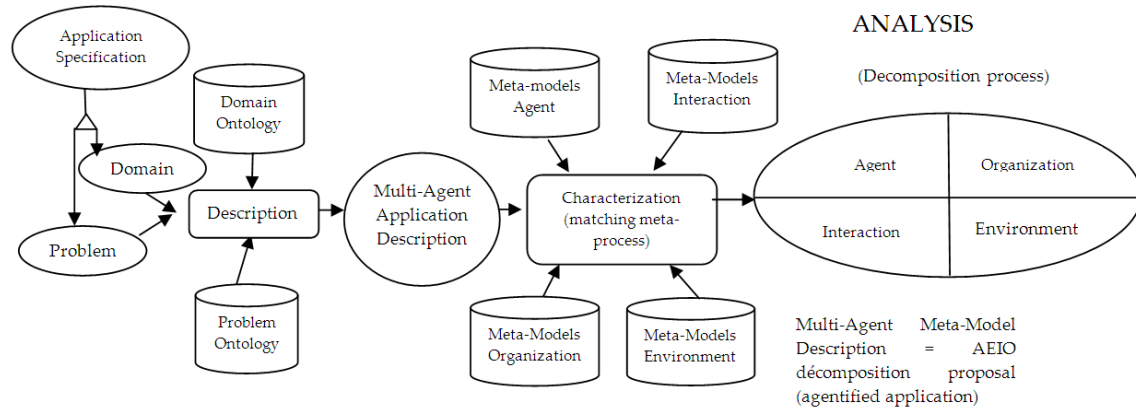 Application
Specification
ANALYSIS
(Decomposition process)
Domain
Ontology
Meta-models
Agent
Meta-Models
Interaction
Domain
Problem
Description
Multi-Agent
Application
Description
Characterization
(matching meta-
process)
Agent
Organization
Interaction
Environment
Problem
Ontology
Meta-Models
Organization
Meta-Models
Environment
Multi-Agent Meta-Model
Description = AEIO
décomposition proposal
(agentified application)